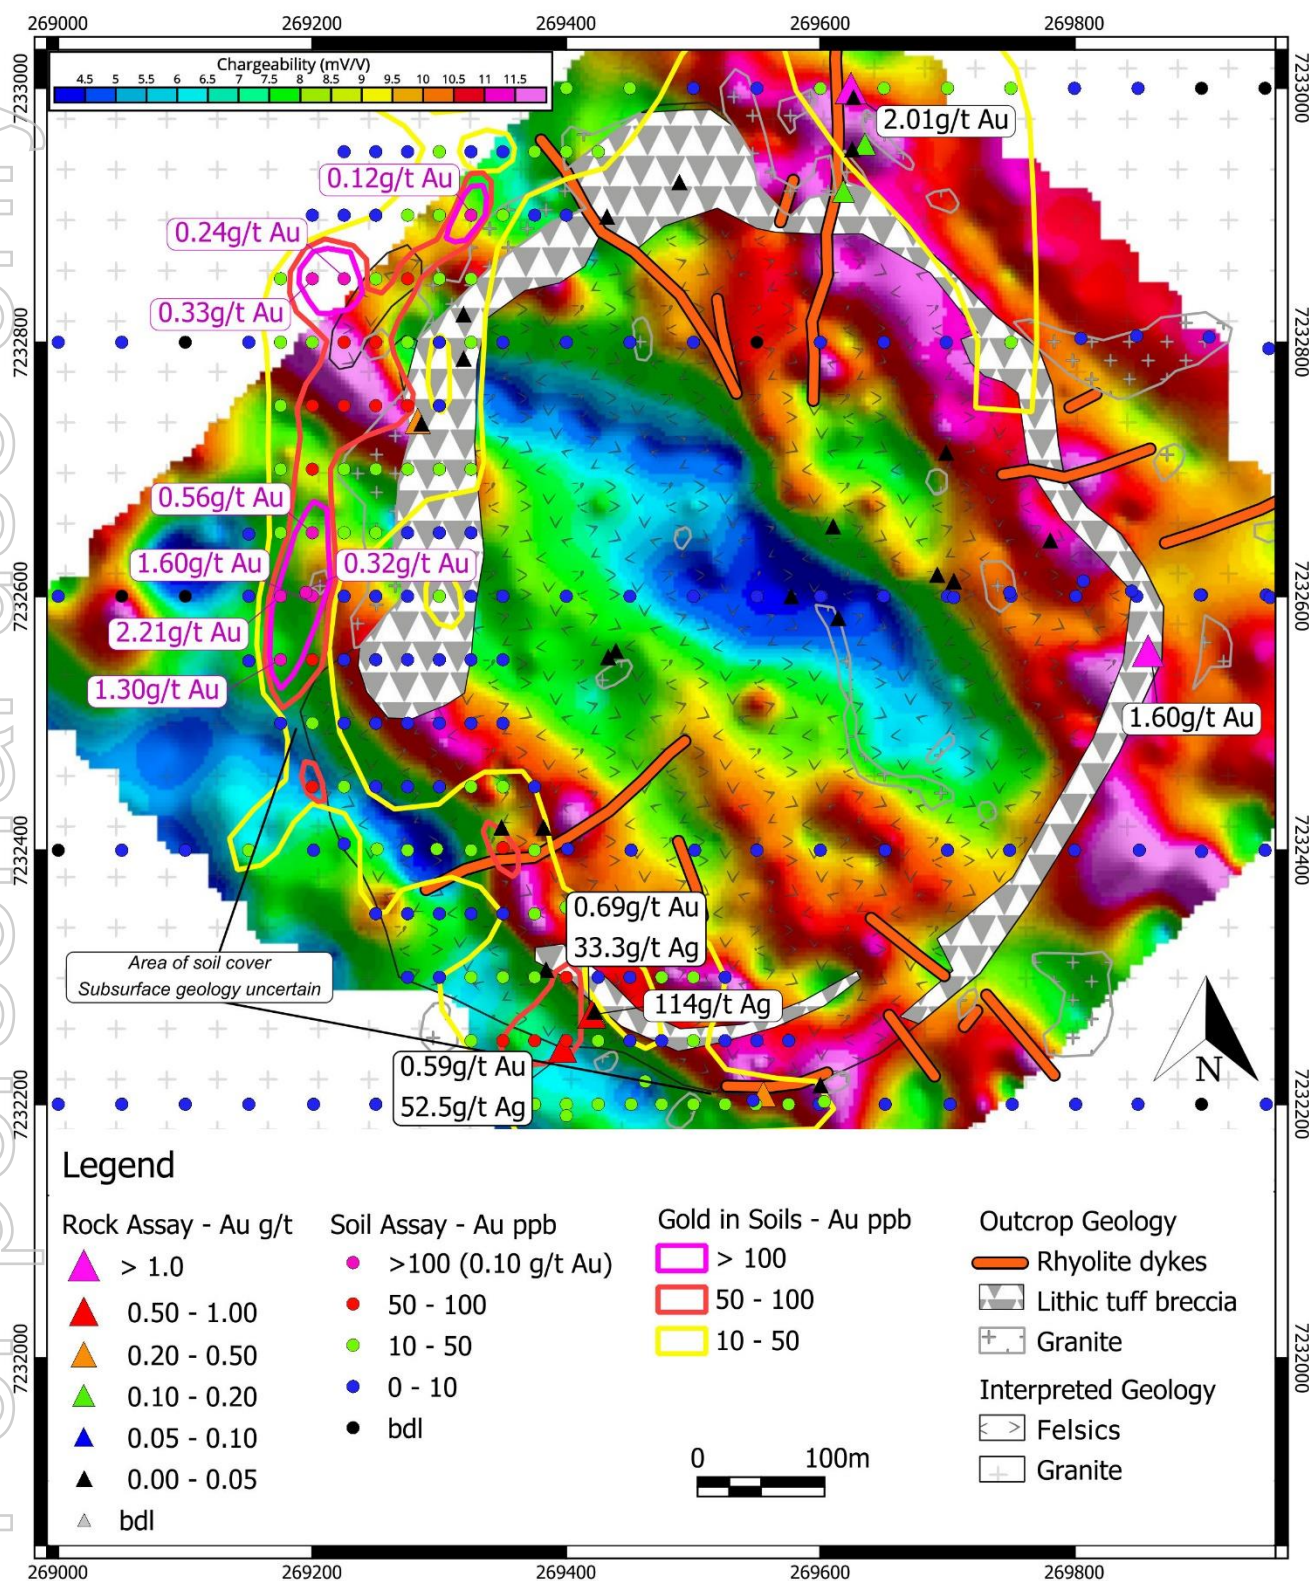 269000 269200 269400 269600 269800
Chargeability (mV/V)
4.5 5 5.5 6 6.5 7 7.5 8 8.5 9 9.5 10 10.5 11 11.5
7233000
7233000
2.01g/t Au
0.12g/t Au
0.24g/t Au
0.33g/t Au
7232800
7232800
0.56g/t Au
1.60g/t Au
0.32g/t Au
7232600
7232600
2.21g/t Au
1.30g/t Au
1.60g/t Au
7232400
7232400
0.69g/t Au
33.3g/t Ag
Area of soil cover
Subsurface geology uncertain
114g/t Ag
0.59g/t Au
52.5g/t Ag
N
7232200
7232200
Legend
Rock Assay - Au g/t
> 1.0
0.50 - 1.00
0.20 - 0.50
0.10 - 0.20
0.05 - 0.10
0.00 - 0.05
bdl
Soil Assay - Au ppb
>100 (0.10 g/t Au)
50 - 100
10 - 50
0 - 10
bdl
Gold in Soils - Au ppb
> 100
50 - 100
10 - 50
Outcrop Geology
Rhyolite dykes
Lithic tuff breccia
Granite
Interpreted Geology
Felsics
Granite
0 100m
7232000
7232000
269000 269200 269400 269600 269800